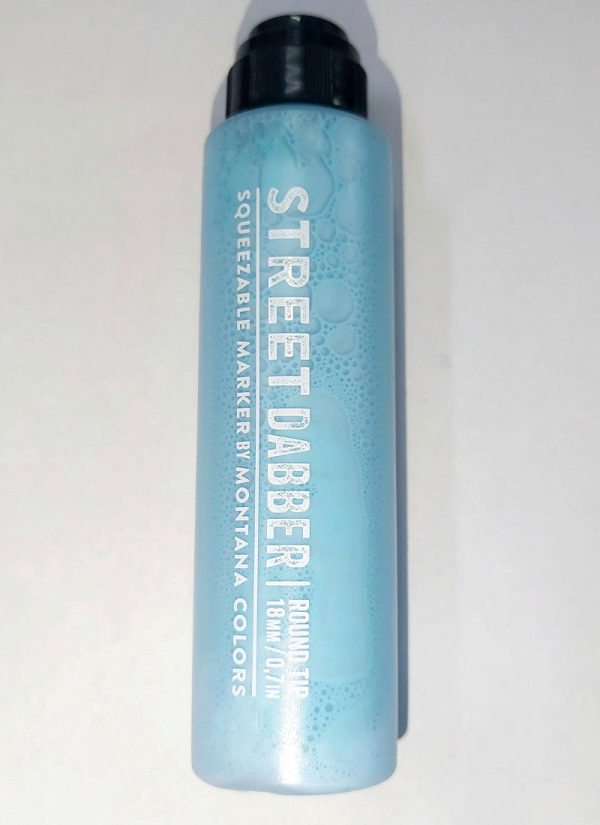 STREET DABBER | ROUND TIP
18MM / 0,7IN
SQUEEZABLE MARKER BY MONTANA COLORS